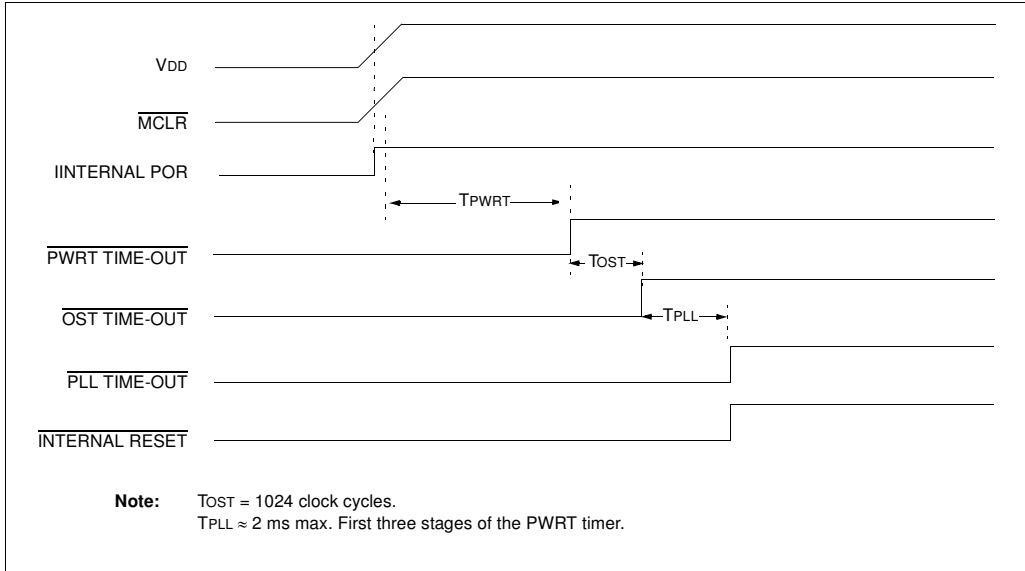 VDD
MCLR
IINTERNAL POR
TPWRT
PWRT TIME-OUT
TOST
OST TIME-OUT
TPLL
PLL TIME-OUT
INTERNAL RESET
Note: TOST = 1024 clock cycles.
TPLL ≈ 2 ms max. First three stages of the PWRT timer.